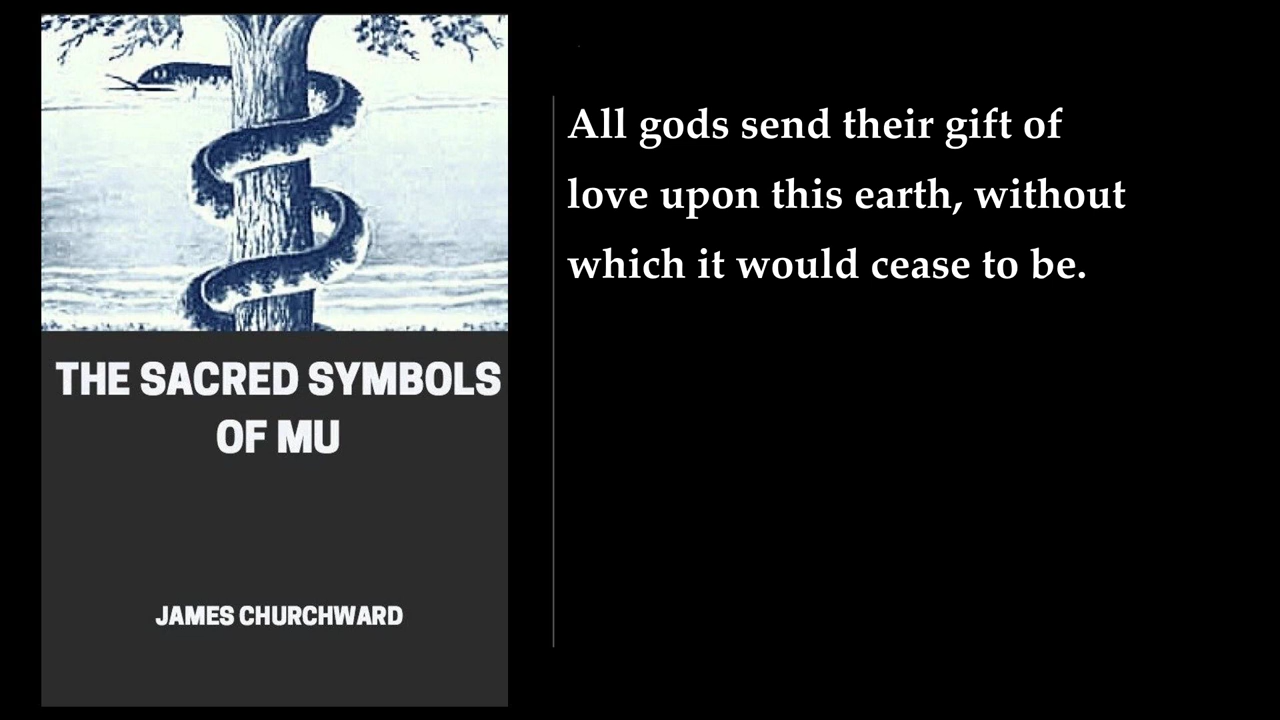 THE SACRED SYMBOLS
OF MU
JAMES CHURCHWARD
All gods send their gift of
love upon this earth, without
which it would cease to be.